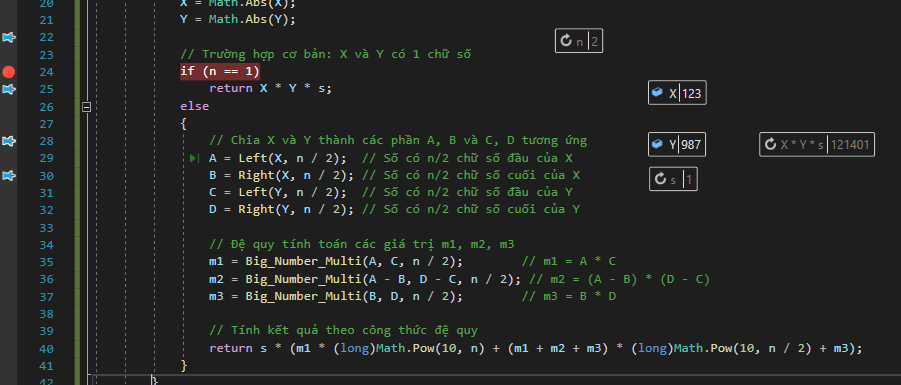 20 X = Math.Abs(X);
21 Y = Math.Abs(Y);
22 n 2
23 // Trường hợp cơ bản: X và Y có 1 chữ số
24 if (n == 1)
25 return X * Y * s; X 123
26 else
27 {
28 // Chia X và Y thành các phần A, B và C, D tương ứng Y 987 X * Y * s 121401
29 A = Left(X, n / 2); // Số có n/2 chữ số đầu của X
30 B = Right(X, n / 2); // Số có n/2 chữ số cuối của X s 1
31 C = Left(Y, n / 2); // Số có n/2 chữ số đầu của Y
32 D = Right(Y, n / 2); // Số có n/2 chữ số cuối của Y
33
34 // Đệ quy tính toán các giá trị m1, m2, m3
35 m1 = Big_Number_Multi(A, C, n / 2); // m1 = A * C
36 m2 = Big_Number_Multi(A - B, D - C, n / 2); // m2 = (A - B) * (D - C)
37 m3 = Big_Number_Multi(B, D, n / 2); // m3 = B * D
38
39 // Tính kết quả theo công thức đệ quy
40 return s * (m1 * (long)Math.Pow(10, n) + (m1 + m2 + m3) * (long)Math.Pow(10, n / 2) + m3);
41 }
42 }